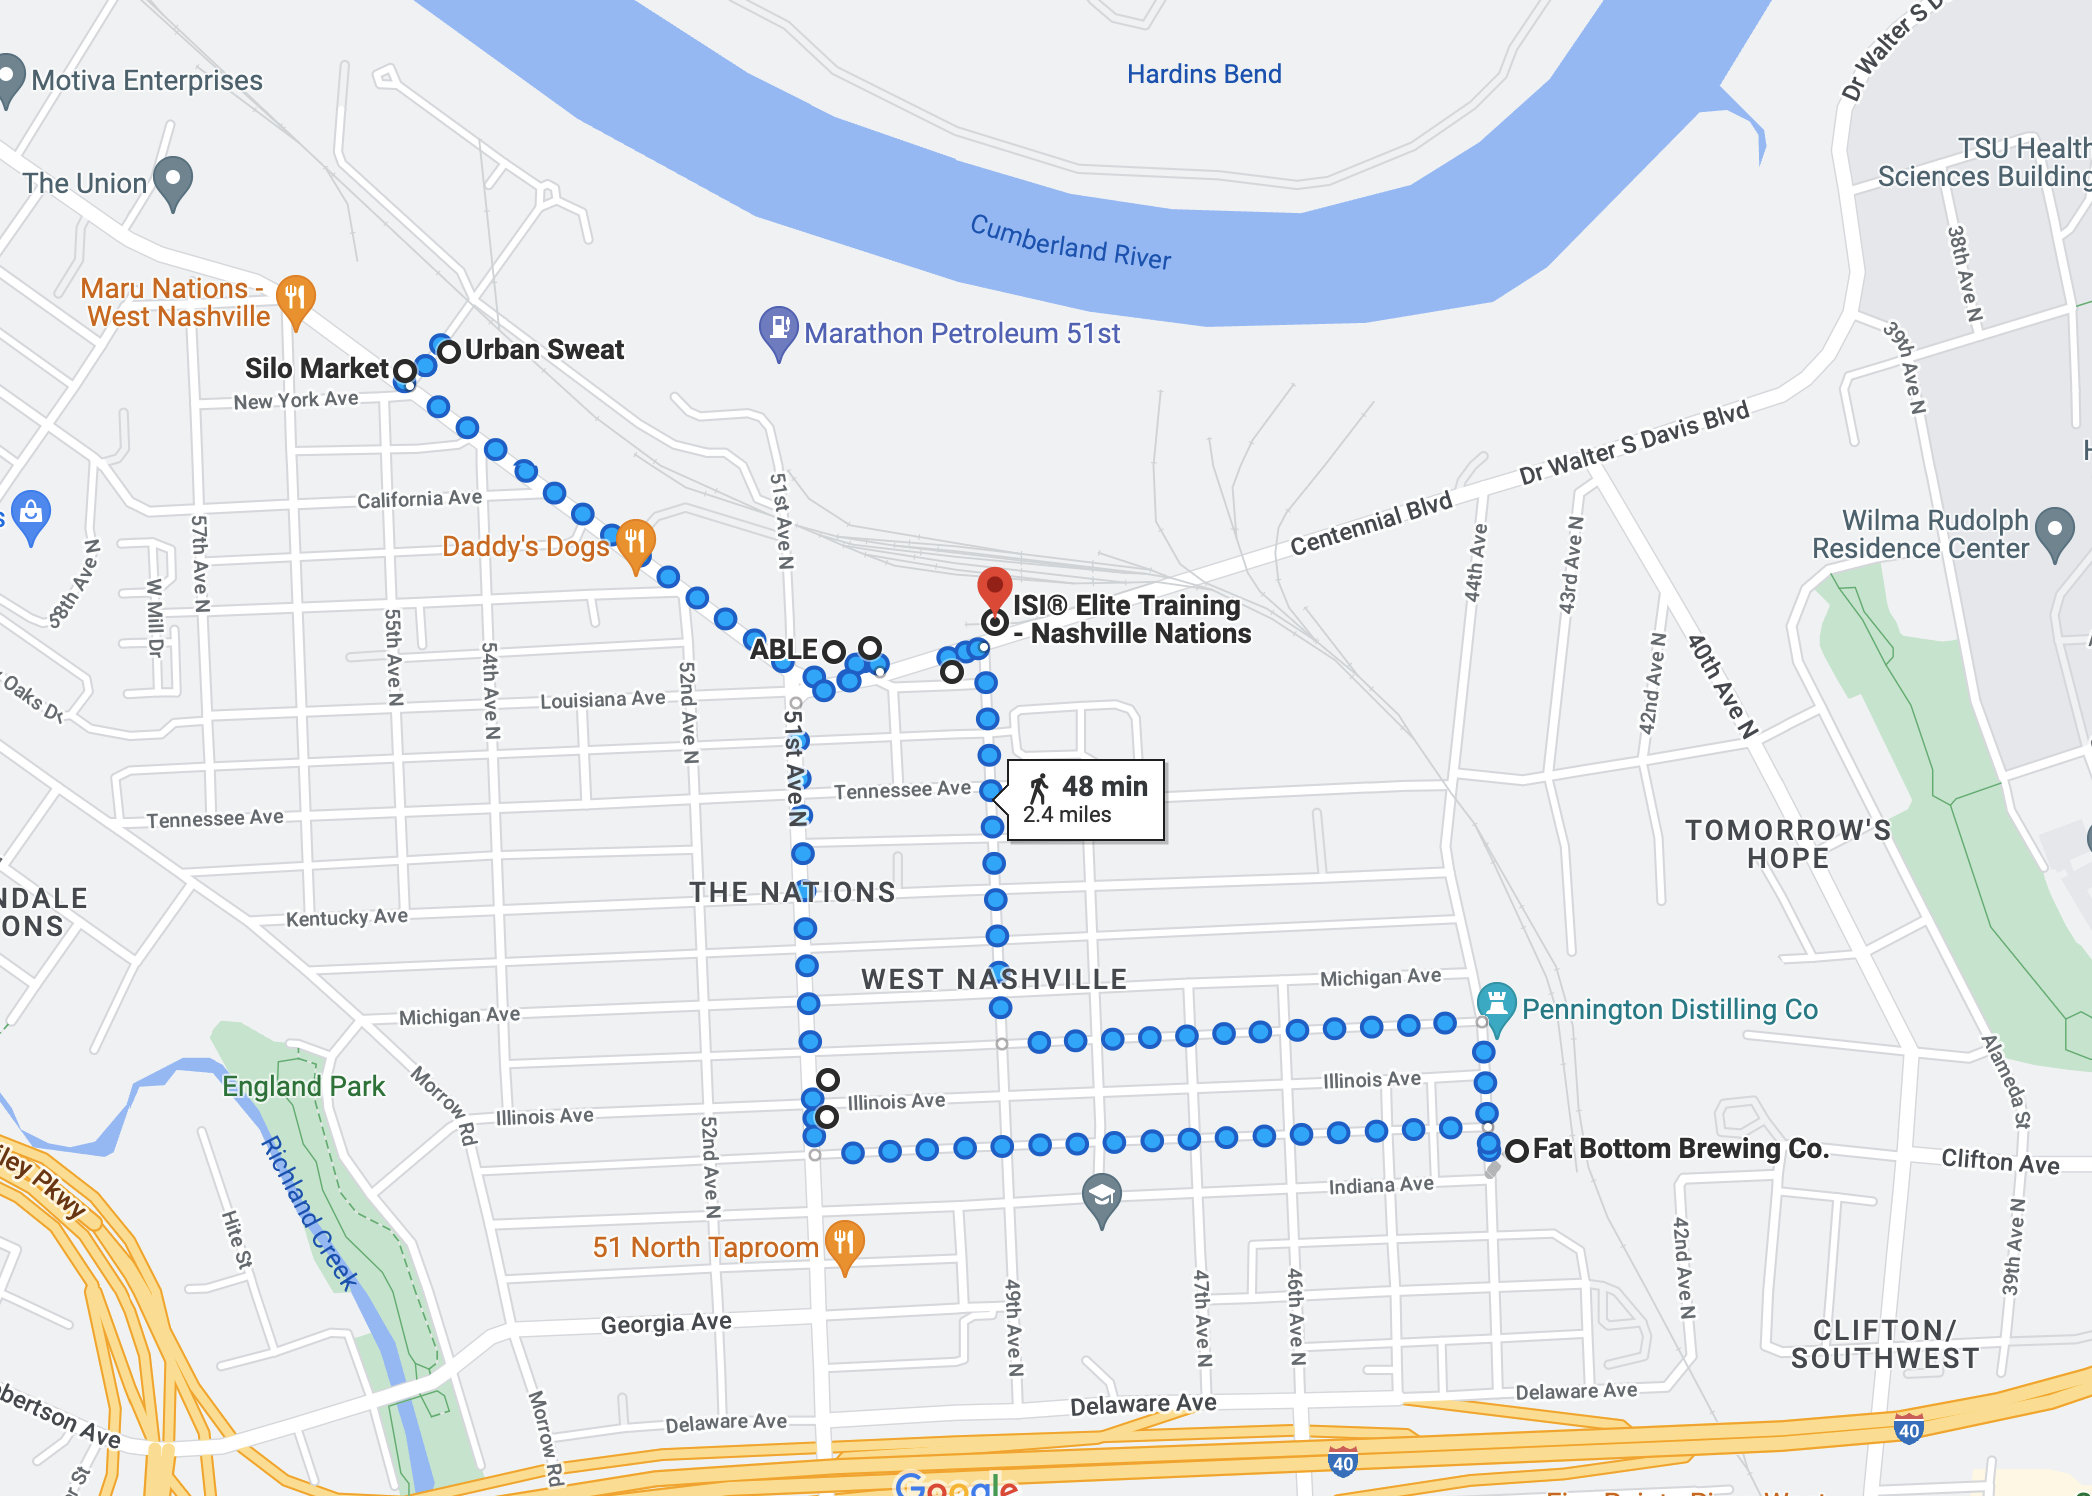 Hardins Bend
Dr Walter S D
Motiva Enterprises
TSU Health
Sciences Building
The Union
Cumberland River
38th Ave N
Maru Nations -
West Nashville
Marathon Petroleum 51st
39th Ave N
Urban Sweat
Silo Market
New York Ave
Dr Walter S Davis Blvd
California Ave
51st Ave N
Centennial Blvd
s
H
57th Ave N
58th Ave N
W Mill Dr
Daddy's Dogs
44th Ave
43rd Ave N
Wilma Rudolph
Residence Center
ISI® Elite Training
- Nashville Nations
ABLE
55th Ave N
54th Ave N
52nd Ave N
42nd Ave N
40th Ave N
Oaks Dr
Louisiana Ave
51st Ave N
48 min
2.4 miles
Tennessee Ave
Tennessee Ave
TOMORROW'S
HOPE
NDALE
ONS
THE NATIONS
Kentucky Ave
WEST NASHVILLE
Michigan Ave
Michigan Ave
Pennington Distilling Co
England Park
Morrow Rd
Illinois Ave
Illinois Ave
Illinois Ave
Alameda St
52nd Ave N
Fat Bottom Brewing Co.
Clifton Ave
iley Pkwy
Richland Creek
Hite St
Indiana Ave
51 North Taproom
42nd Ave N
39th Ave N
49th Ave N
47th Ave N
46th Ave N
Georgia Ave
CLIFTON/
SOUTHWEST
bertson Ave
Morrow Rd
Delaware Ave
Delaware Ave
Delaware Ave
40
40
Google